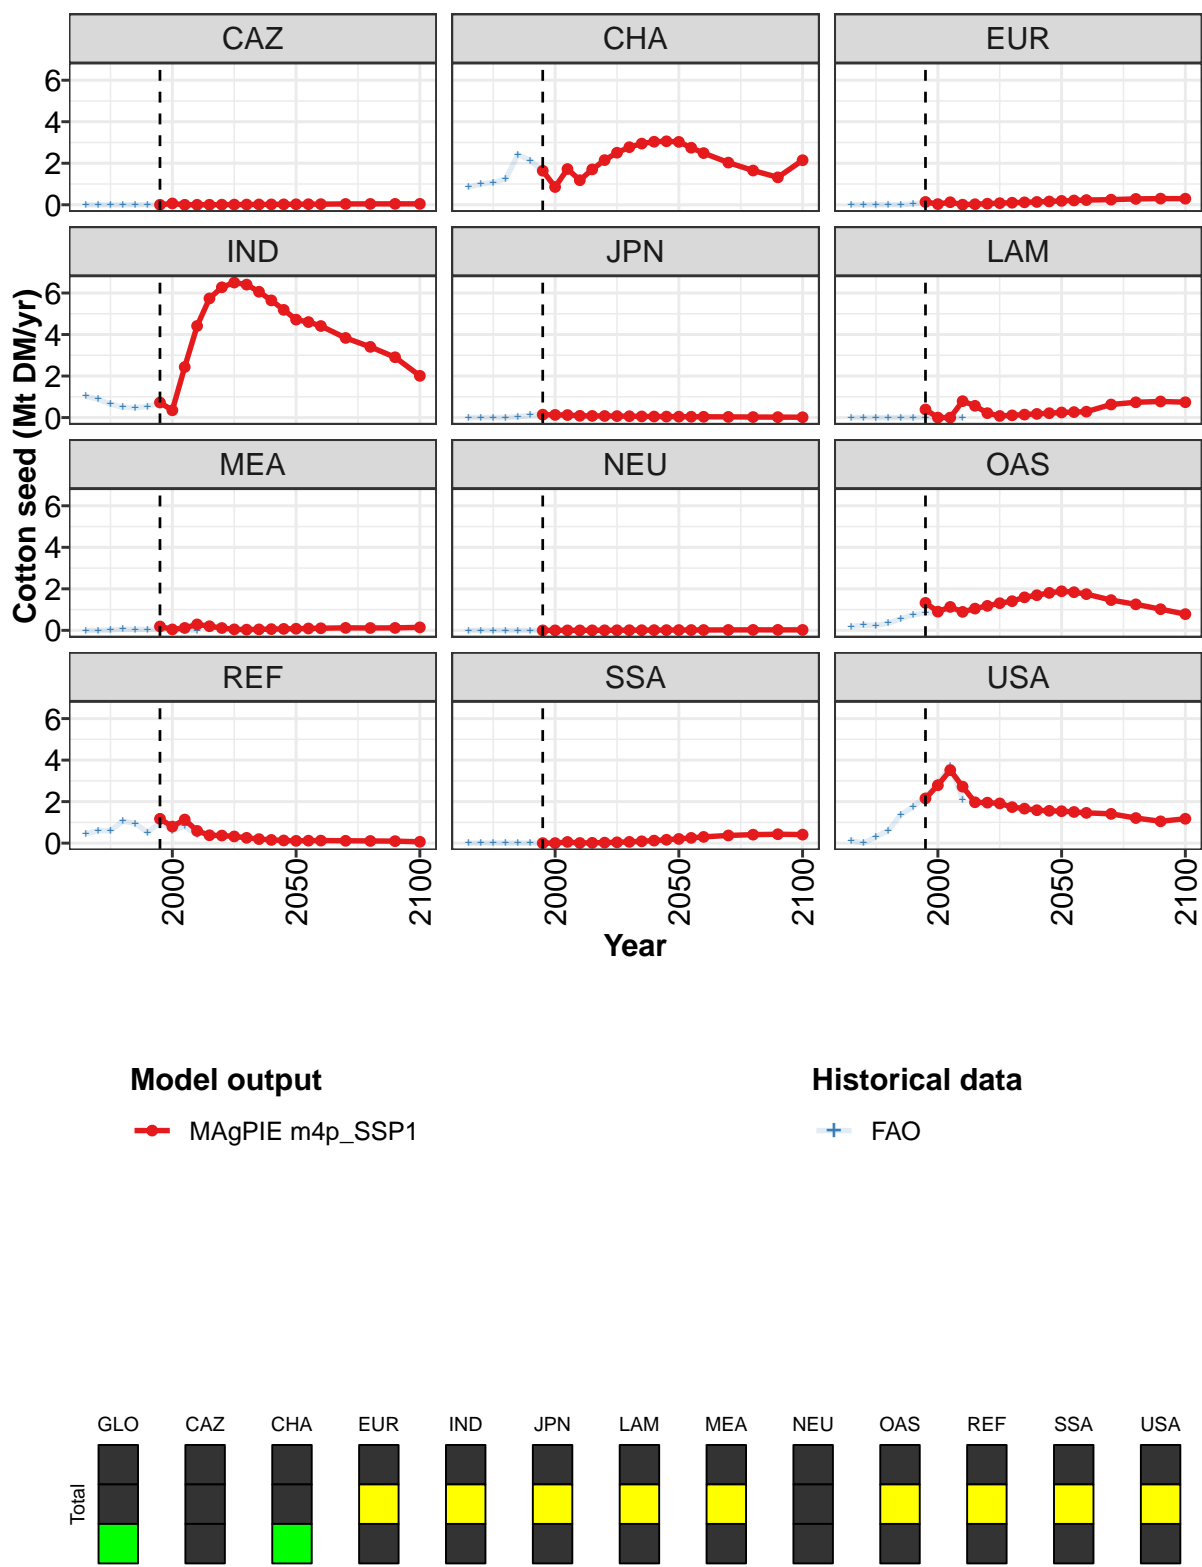 CAZ CHA EUR
6
4
2
0
IND JPN LAM
6
4
2
0
MEA NEU OAS
6
4
2
0
REF SSA USA
6
4
2
0
Cotton seed (Mt DM/yr)
2000 2050 2100 2000 2050 2100 2000 2050 2100
Year
Model output Historical data
MAgPIE m4p_SSP1 FAO
GLO CAZ CHA EUR IND JPN LAM MEA NEU OAS REF SSA USA
Total